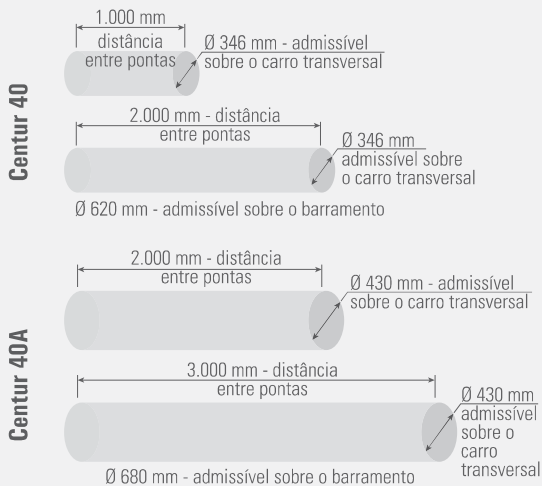 Centur 40
1.000 mm
distância
entre pontas
Ø 346 mm - admissível
sobre o carro transversal
2.000 mm - distância
entre pontas
Ø 346 mm
admissível sobre
o carro transversal
Ø 620 mm - admissível sobre o barramento
Centur 40A
2.000 mm - distância
entre pontas
Ø 430 mm - admissível
sobre o carro transversal
3.000 mm - distância
entre pontas
Ø 430 mm
admissível
sobre o
carro
transversal
Ø 680 mm - admissível sobre o barramento